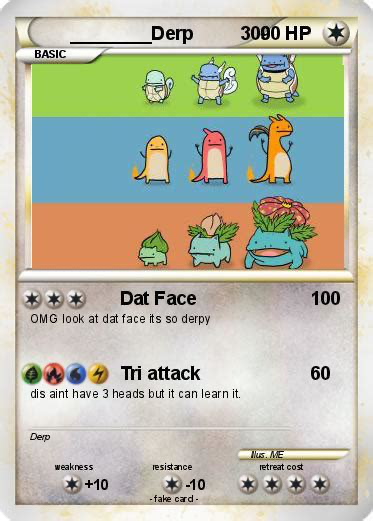 ________Derp 3000 HP
BASIC
Dat Face 100
OMG look at dat face its so derpy
Tri attack 60
dis aint have 3 heads but it can learn it.
Derp
Illus. ME
weakness resistance retreat cost
+10 -10
- fake card -